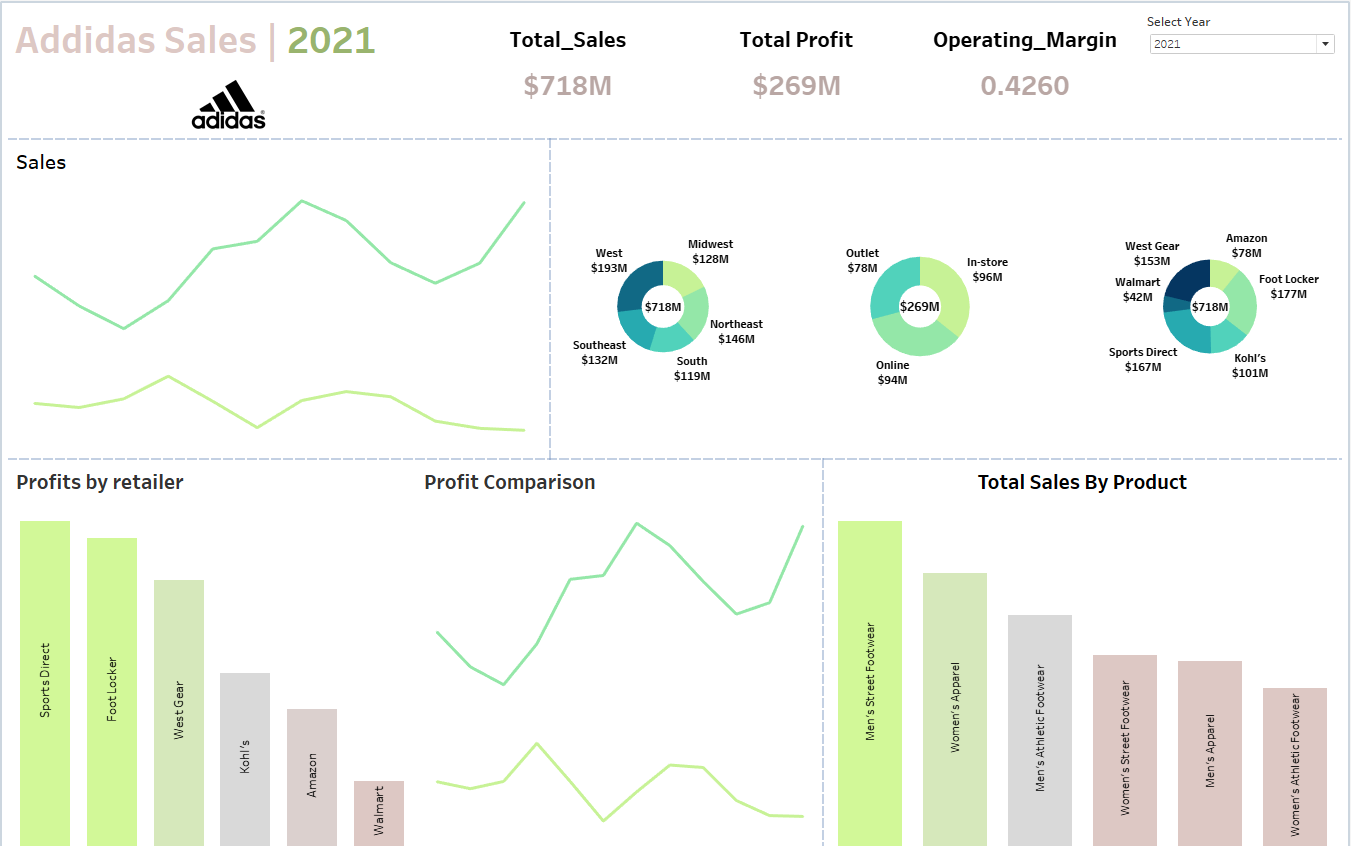 Addidas Sales | 2021
adidas
Total_Sales
$718M
Total Profit
$269M
Operating_Margin
0.4260
Select Year
2021
Sales
West
$193M
Midwest
$128M
$718M
Northeast
$146M
Southeast
$132M
South
$119M
Outlet
$78M
In-store
$96M
$269M
Online
$94M
West Gear
$153M
Amazon
$78M
Walmart
$42M
Foot Locker
$177M
$718M
Sports Direct
$167M
Kohl's
$101M
Profits by retailer
Sports Direct
Foot Locker
West Gear
Kohl's
Amazon
Walmart
Profit Comparison
Total Sales By Product
Men's Street Footwear
Women's Apparel
Men's Athletic Footwear
Women's Street Footwear
Men's Apparel
Women's Athletic Footwear